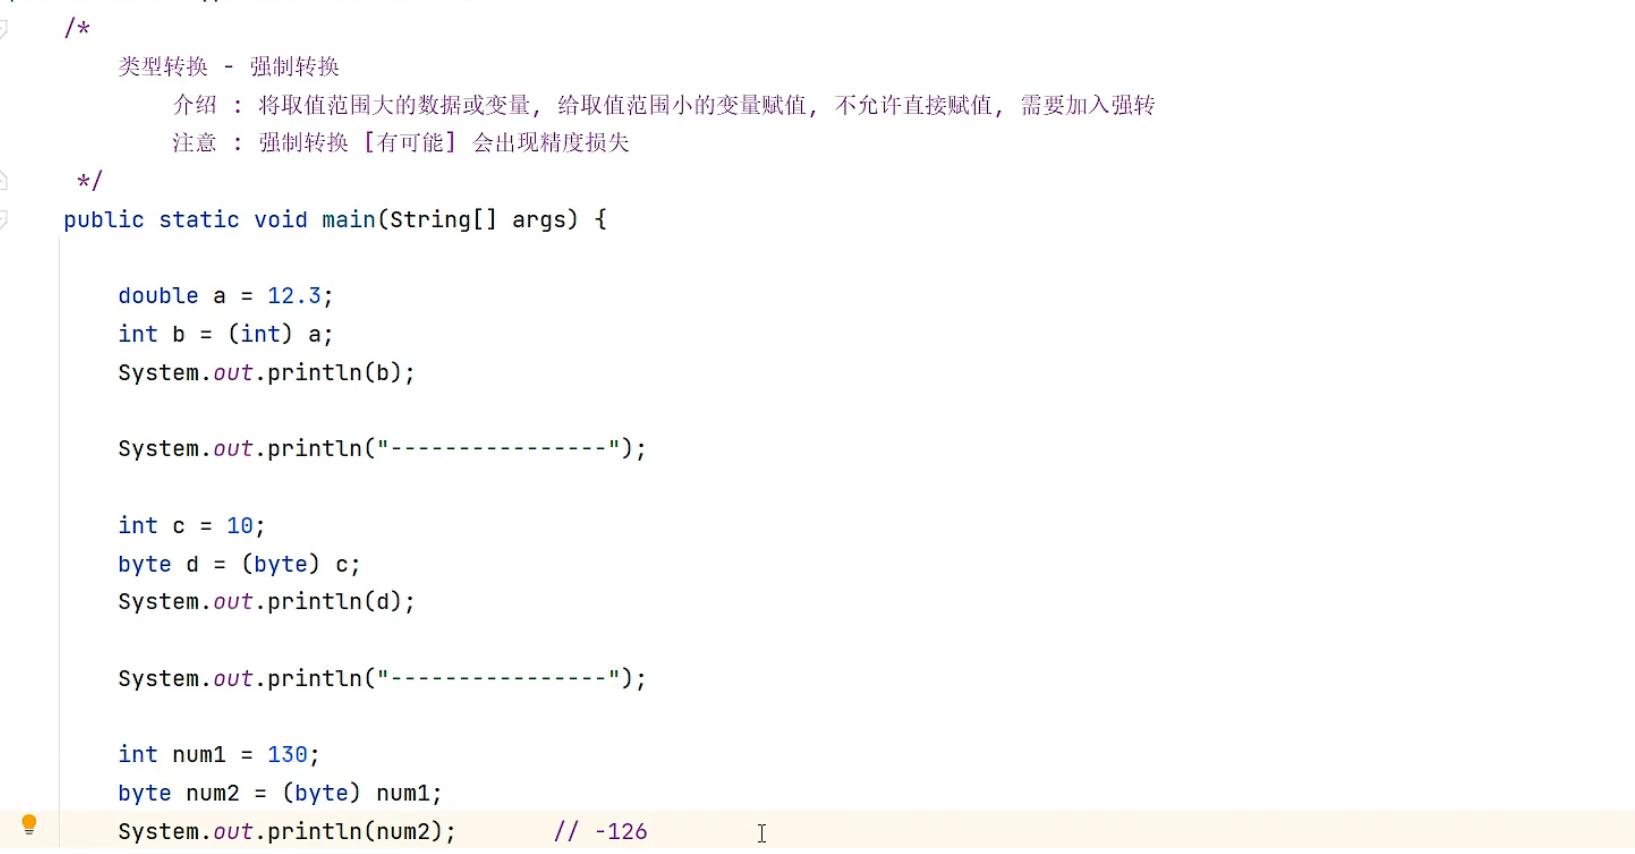 /*
类型转换 - 强制转换
介绍 : 将取值范围大的数据或变量, 给取值范围小的变量赋值, 不允许直接赋值, 需要加入强转
注意 : 强制转换 [有可能] 会出现精度损失
*/
public static void main(String[] args) {
double a = 12.3;
int b = (int) a;
System.out.println(b);
System.out.println("----------------");
int c = 10;
byte d = (byte) c;
System.out.println(d);
System.out.println("----------------");
int num1 = 130;
byte num2 = (byte) num1;
System.out.println(num2); // -126